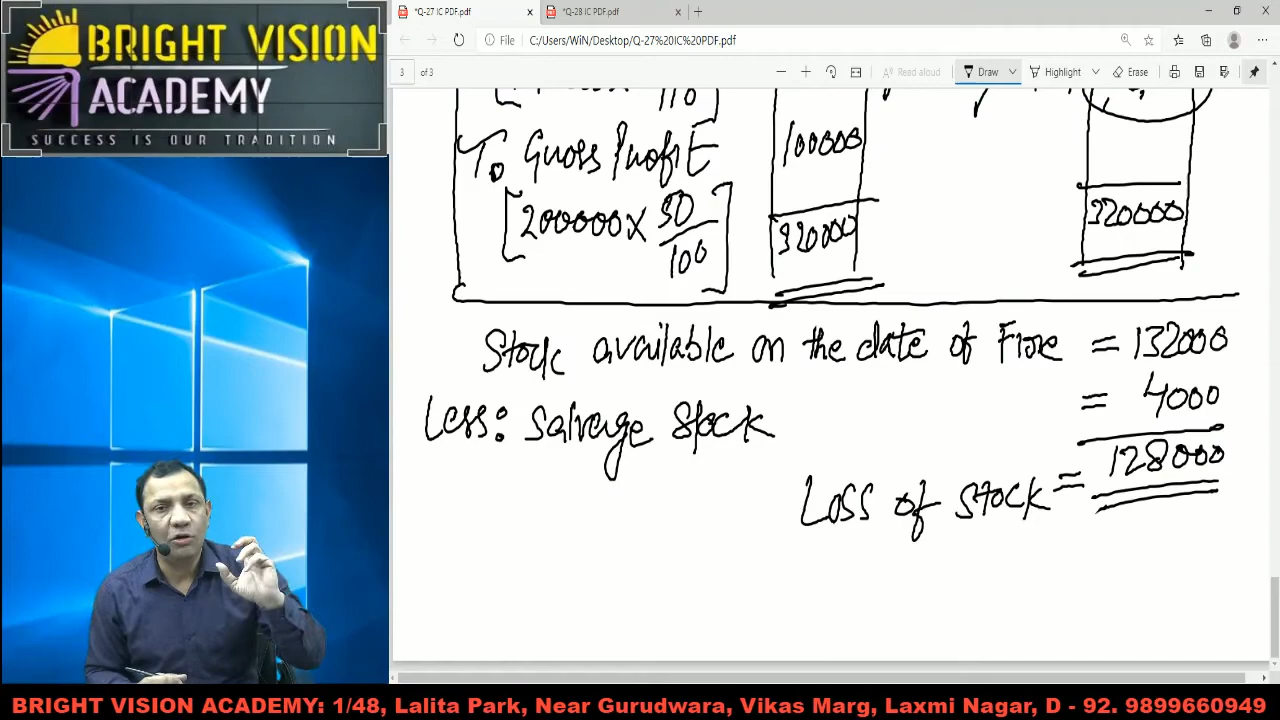 BRIGHT VISION
ACADEMY
SUCCESS IS OUR TRADITION
*Q-27 IC PDF.pdf
*Q-28 IC PDF.pdf
File
C:/Users/WiN/Desktop/Q-27%20IC%20PDF.pdf
3 of 3
Read aloud
Draw
Highlight
Erase
110
To Gross Profit 100000
[200000 × 50/100] 320000 320000
Stock available on the date of Fire = 132000
Less: Salvage Stock = 4000
Loss of stock = 128000
BRIGHT VISION ACADEMY: 1/48, Lalita Park, Near Gurudwara, Vikas Marg, Laxmi Nagar, D - 92. 9899660949